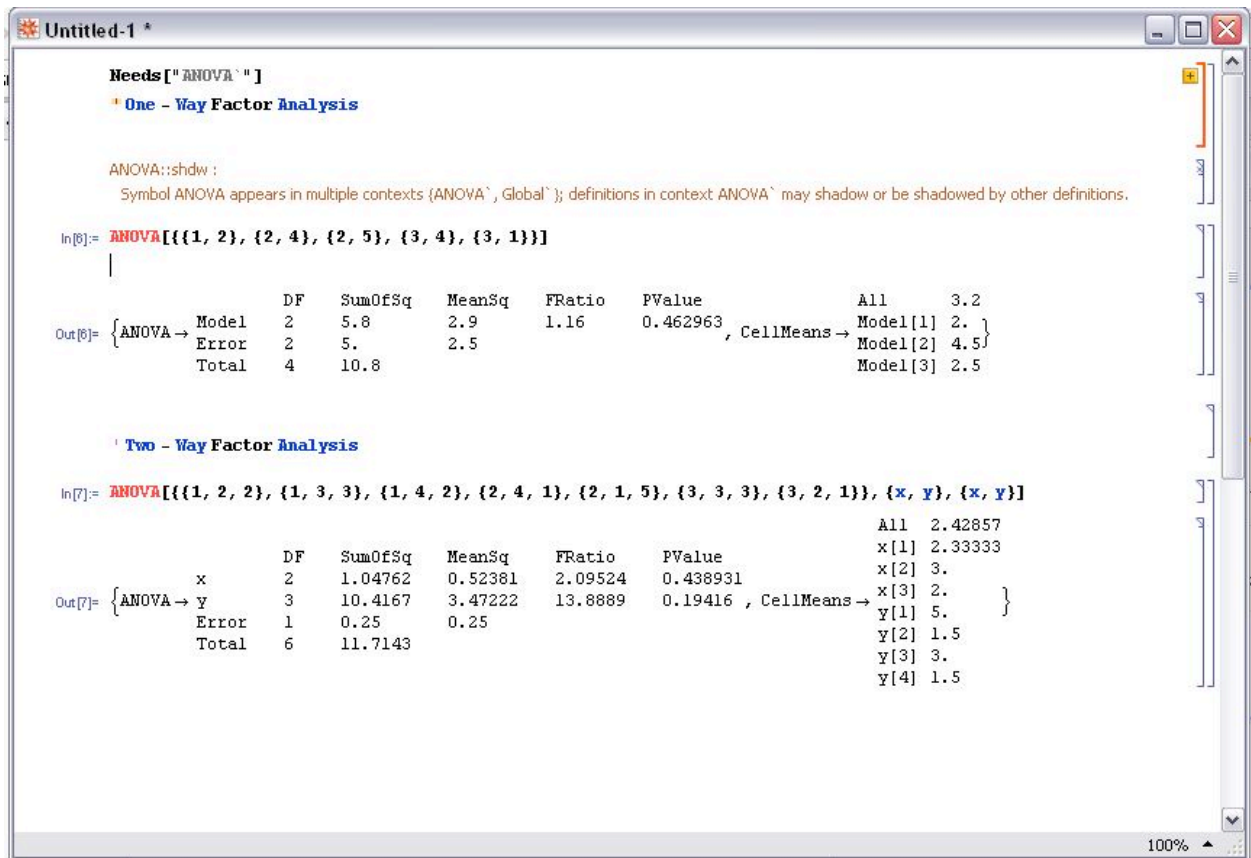 Untitled-1 *
Needs["ANOVA`"]
" One - Way Factor Analysis
ANOVA::shdw :
Symbol ANOVA appears in multiple contexts {ANOVA`, Global`}; definitions in context ANOVA` may shadow or be shadowed by other definitions.
In[6]:= ANOVA[{{1, 2}, {2, 4}, {2, 5}, {3, 4}, {3, 1}}]
DF SumOfSq MeanSq FRatio PValue All 3.2
Model 2 5.8 2.9 1.16 0.462963 Model[1] 2.
Out[6]= {ANOVA → , CellMeans → }
Error 2 5. 2.5 Model[2] 4.5
Total 4 10.8 Model[3] 2.5
' Two - Way Factor Analysis
In[7]:= ANOVA[{{1, 2, 2}, {1, 3, 3}, {1, 4, 2}, {2, 4, 1}, {2, 1, 5}, {3, 3, 3}, {3, 2, 1}}, {x, y}, {x, y}]
All 2.42857
x[1] 2.33333
DF SumOfSq MeanSq FRatio PValue
x[2] 3.
x 2 1.04762 0.52381 2.09524 0.438931
x[3] 2.
Out[7]= {ANOVA → y 3 10.4167 3.47222 13.8889 0.19416 , CellMeans → }
y[1] 5.
Error 1 0.25 0.25
y[2] 1.5
Total 6 11.7143
y[3] 3.
y[4] 1.5
100%